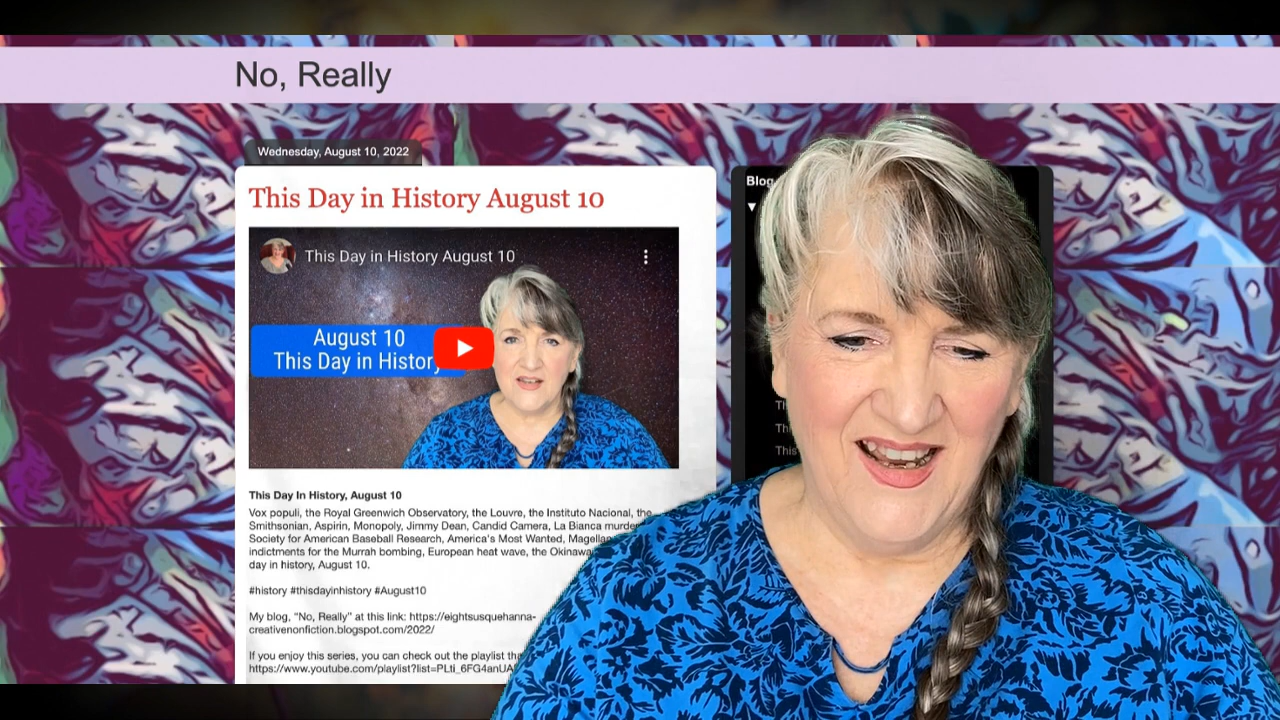 No, Really
Wednesday, August 10, 2022
This Day in History August 10
This Day in History August 10
August 10
This Day in History
This Day In History, August 10
Vox populi, the Royal Greenwich Observatory, the Louvre, the Instituto Nacional, the
Smithsonian, Aspirin, Monopoly, Jimmy Dean, Candid Camera, La Bianca murder
Society for American Baseball Research, America's Most Wanted, Magellan
indictments for the Murrah bombing, European heat wave, the Okinawa
day in history, August 10.
#history #thisdayinhistory #August10
My blog, "No, Really" at this link: https://eightsusquehanna-
creativenonfiction.blogspot.com/2022/
If you enjoy this series, you can check out the playlist
https://www.youtube.com/playlist?list=PLti_6FG4anUA
Blog
This